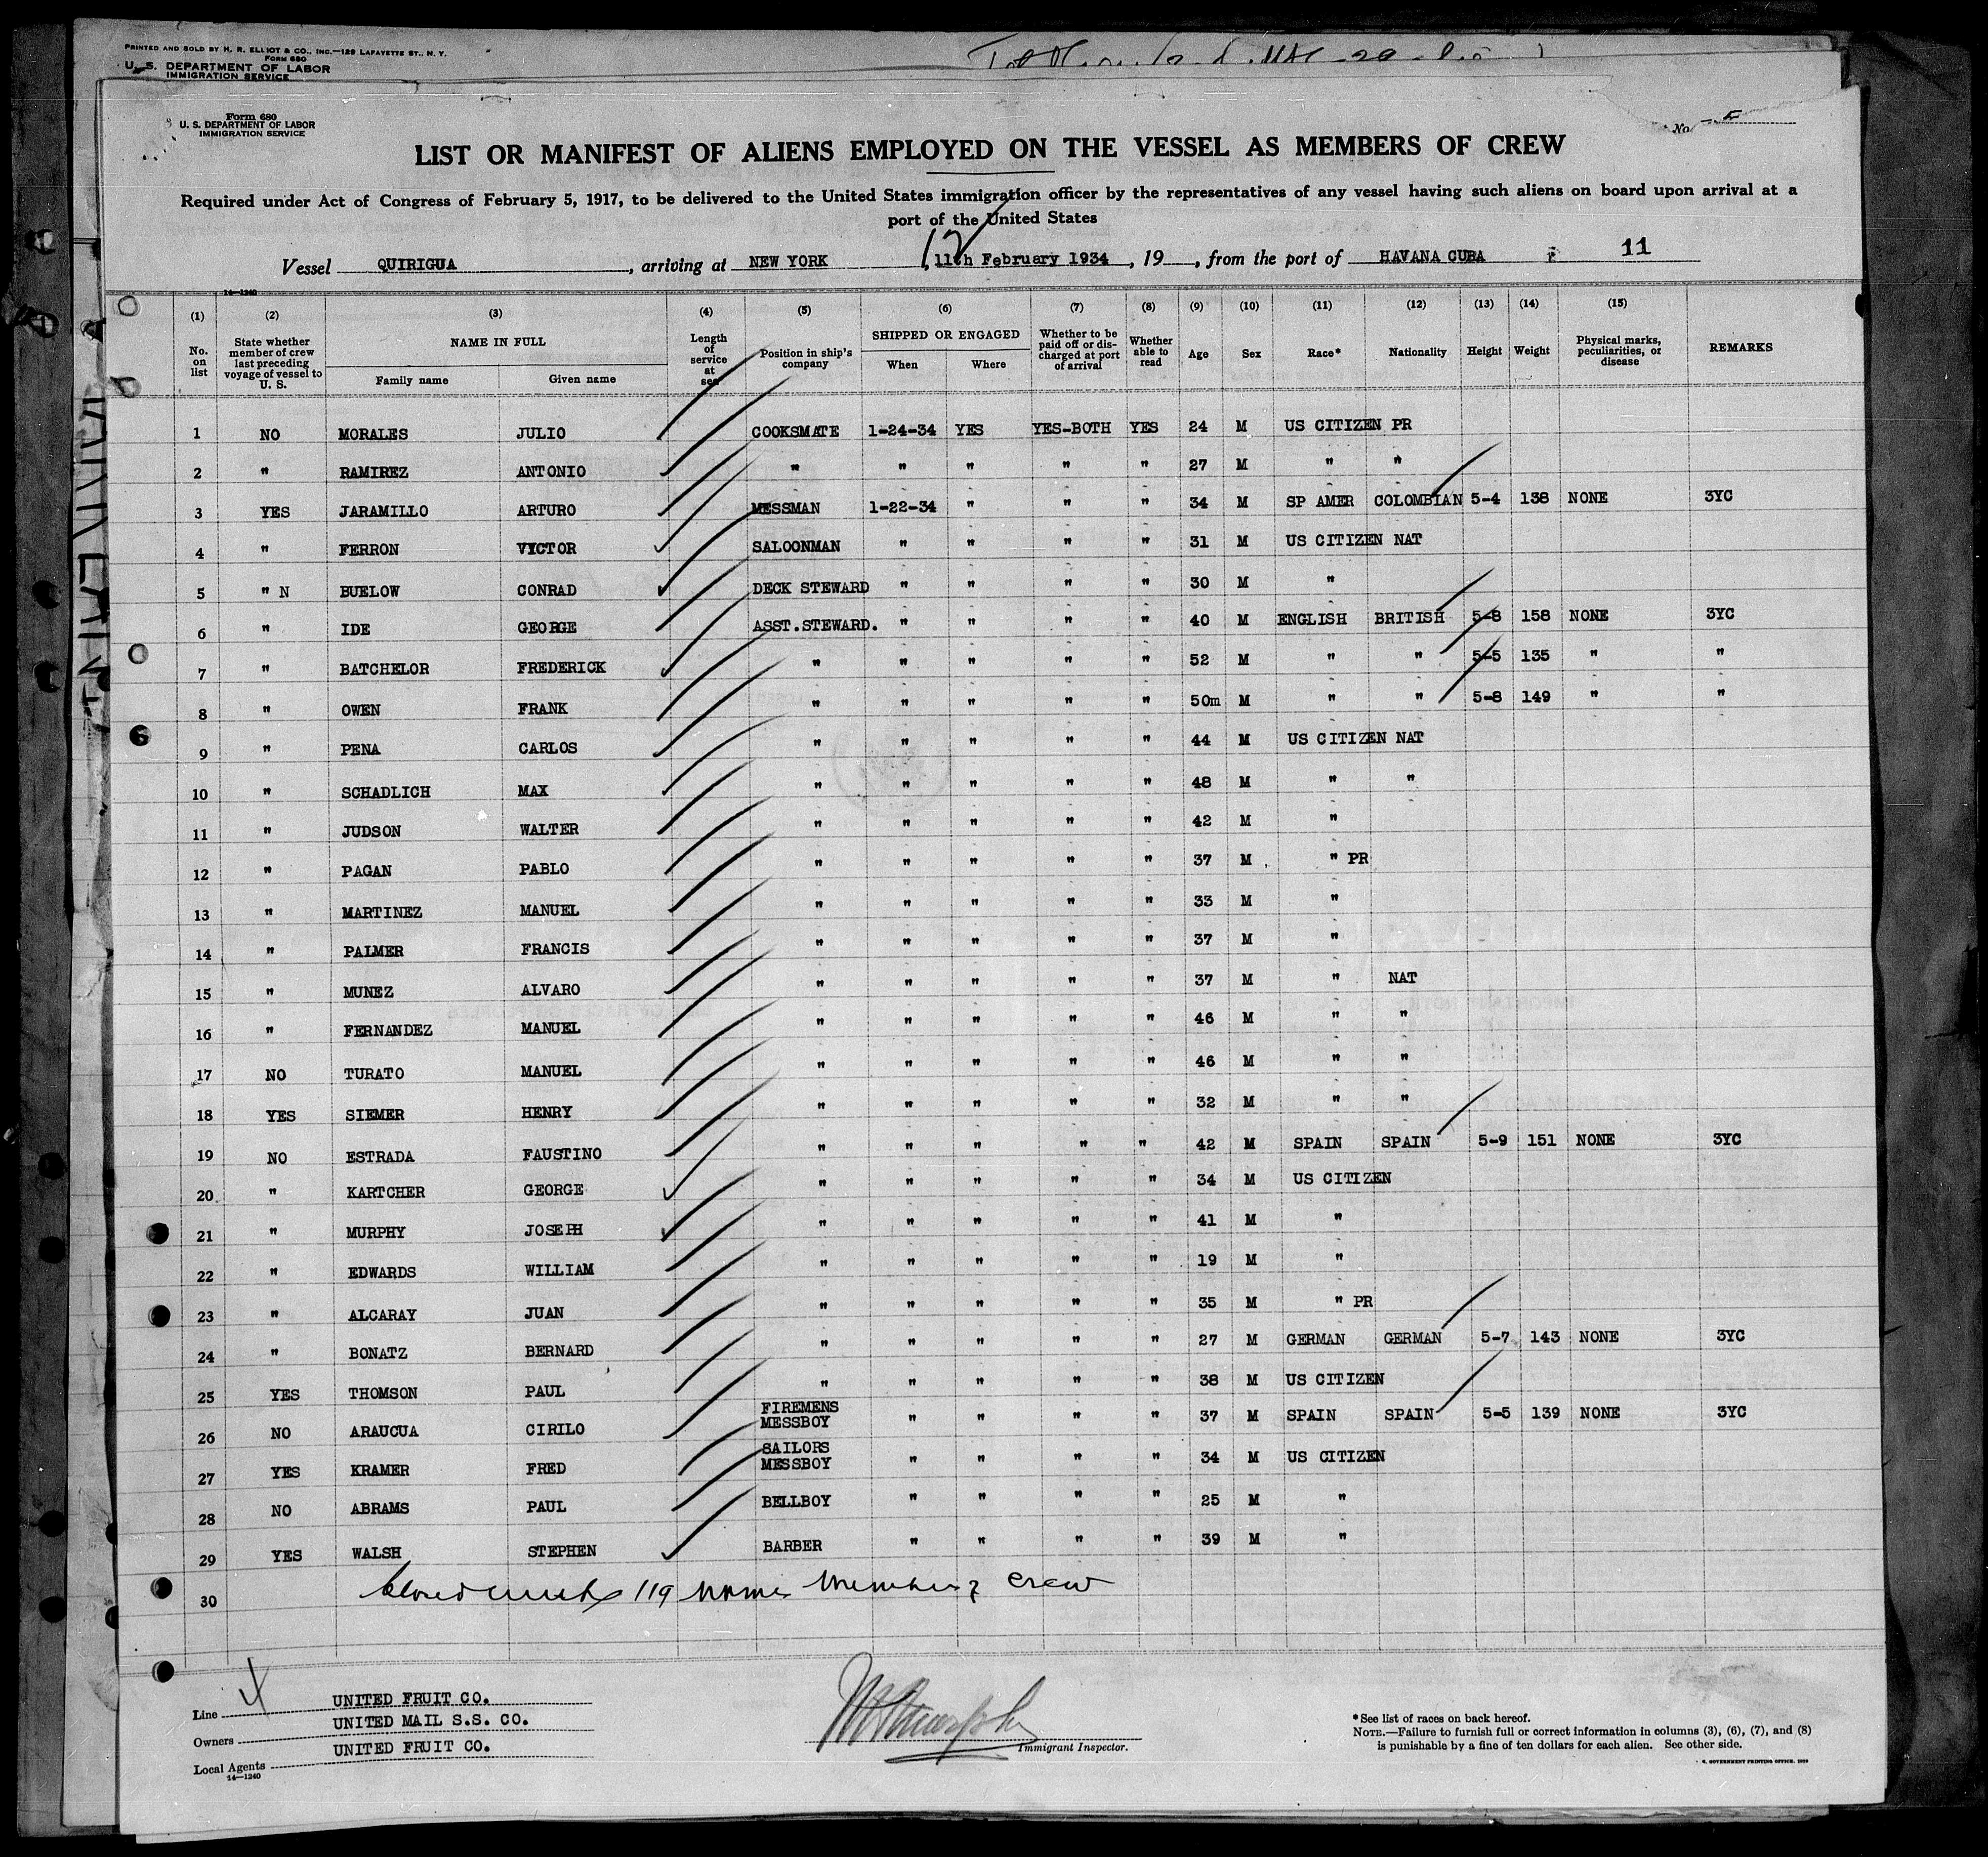 PRINTED AND SOLD BY H. R. ELLIOT & CO., INC.—129 LAFAYETTE ST., N. Y.
FORM 680
U. S. DEPARTMENT OF LABOR
IMMIGRATION SERVICE
Form 680
U. S. DEPARTMENT OF LABOR
IMMIGRATION SERVICE
No.
LIST OR MANIFEST OF ALIENS EMPLOYED ON THE VESSEL AS MEMBERS OF CREW
Required under Act of Congress of February 5, 1917, to be delivered to the United States immigration officer by the representatives of any vessel having such aliens on board upon arrival at a
port of the United States
12
Vessel QUIRIGUA, arriving at NEW YORK, 11th February 1934, 19 , from the port of HAVANA CUBA 11
14—1240
(1) (2) (3) (4) (5) (6) (7) (8) (9) (10) (11) (12) (13) (14) (15)
No. on list | State whether member of crew last preceding voyage of vessel to U. S. | NAME IN FULL | Family name | Given name | Length of service at sea | Position in ship's company | SHIPPED OR ENGAGED | When | Where | Whether to be paid off or discharged at port of arrival | Whether able to read | Age | Sex | Race* | Nationality | Height | Weight | Physical marks, peculiarities, or disease | REMARKS
1 NO MORALES JULIO COOKSMATE 1-24-34 YES YES-BOTH YES 24 M US CITIZEN PR
2 " RAMIREZ ANTONIO " " " " " 27 M " "
3 YES JARAMILLO ARTURO MESSMAN 1-22-34 " " " 34 M SP AMER COLOMBIAN 5-4 138 NONE 3YC
4 " FERRON VICTOR SALOONMAN " " " " 31 M US CITIZEN NAT
5 " N BUELOW CONRAD DECK STEWARD " " " " 30 M "
6 " IDE GEORGE ASST.STEWARD. " " " " 40 M ENGLISH BRITISH 5-8 158 NONE 3YC
7 " BATCHELOR FREDERICK " " " " " 52 M " " 5-5 135 " "
8 " OWEN FRANK " " " " " 50m M " " 5-8 149 " "
9 " PENA CARLOS " " " " " 44 M US CITIZEN NAT
10 " SCHADLICH MAX " " " " " 48 M " "
11 " JUDSON WALTER " " " " " 42 M "
12 " PAGAN PABLO " " " " " 37 M " PR
13 " MARTINEZ MANUEL " " " " " 33 M "
14 " PALMER FRANCIS " " " " " 37 M "
15 " MUNEZ ALVARO " " " " " 37 M " NAT
16 " FERNANDEZ MANUEL " " " " " 46 M " "
17 NO TURATO MANUEL " " " " " 46 M " "
18 YES SIEMER HENRY " " " " " 32 M " "
19 NO ESTRADA FAUSTINO " " " " " 42 M SPAIN SPAIN 5-9 151 NONE 3YC
20 " KARTCHER GEORGE " " " " " 34 M US CITIZEN
21 " MURPHY JOSEPH " " " " " 41 M "
22 " EDWARDS WILLIAM " " " " " 19 M "
23 " ALCARAY JUAN " " " " " 35 M " PR
24 " BONATZ BERNARD " " " " " 27 M GERMAN GERMAN 5-7 143 NONE 3YC
25 YES THOMSON PAUL " " " " " 38 M US CITIZEN
26 NO ARAUCUA CIRILO FIREMENS MESSBOY " " " " 37 M SPAIN SPAIN 5-5 139 NONE 3YC
27 YES KRAMER FRED SAILORS MESSBOY " " " " 34 M US CITIZEN
28 NO ABRAMS PAUL BELLBOY " " " " 25 M "
29 YES WALSH STEPHEN BARBER " " " " 39 M "
30 119 Members crew
Line UNITED FRUIT CO.
Owners UNITED MAIL S.S. CO.
Local Agents UNITED FRUIT CO.
14—1240
Immigrant Inspector.
*See list of races on back hereof.
NOTE.—Failure to furnish full or correct information in columns (3), (6), (7), and (8)
is punishable by a fine of ten dollars for each alien. See other side.